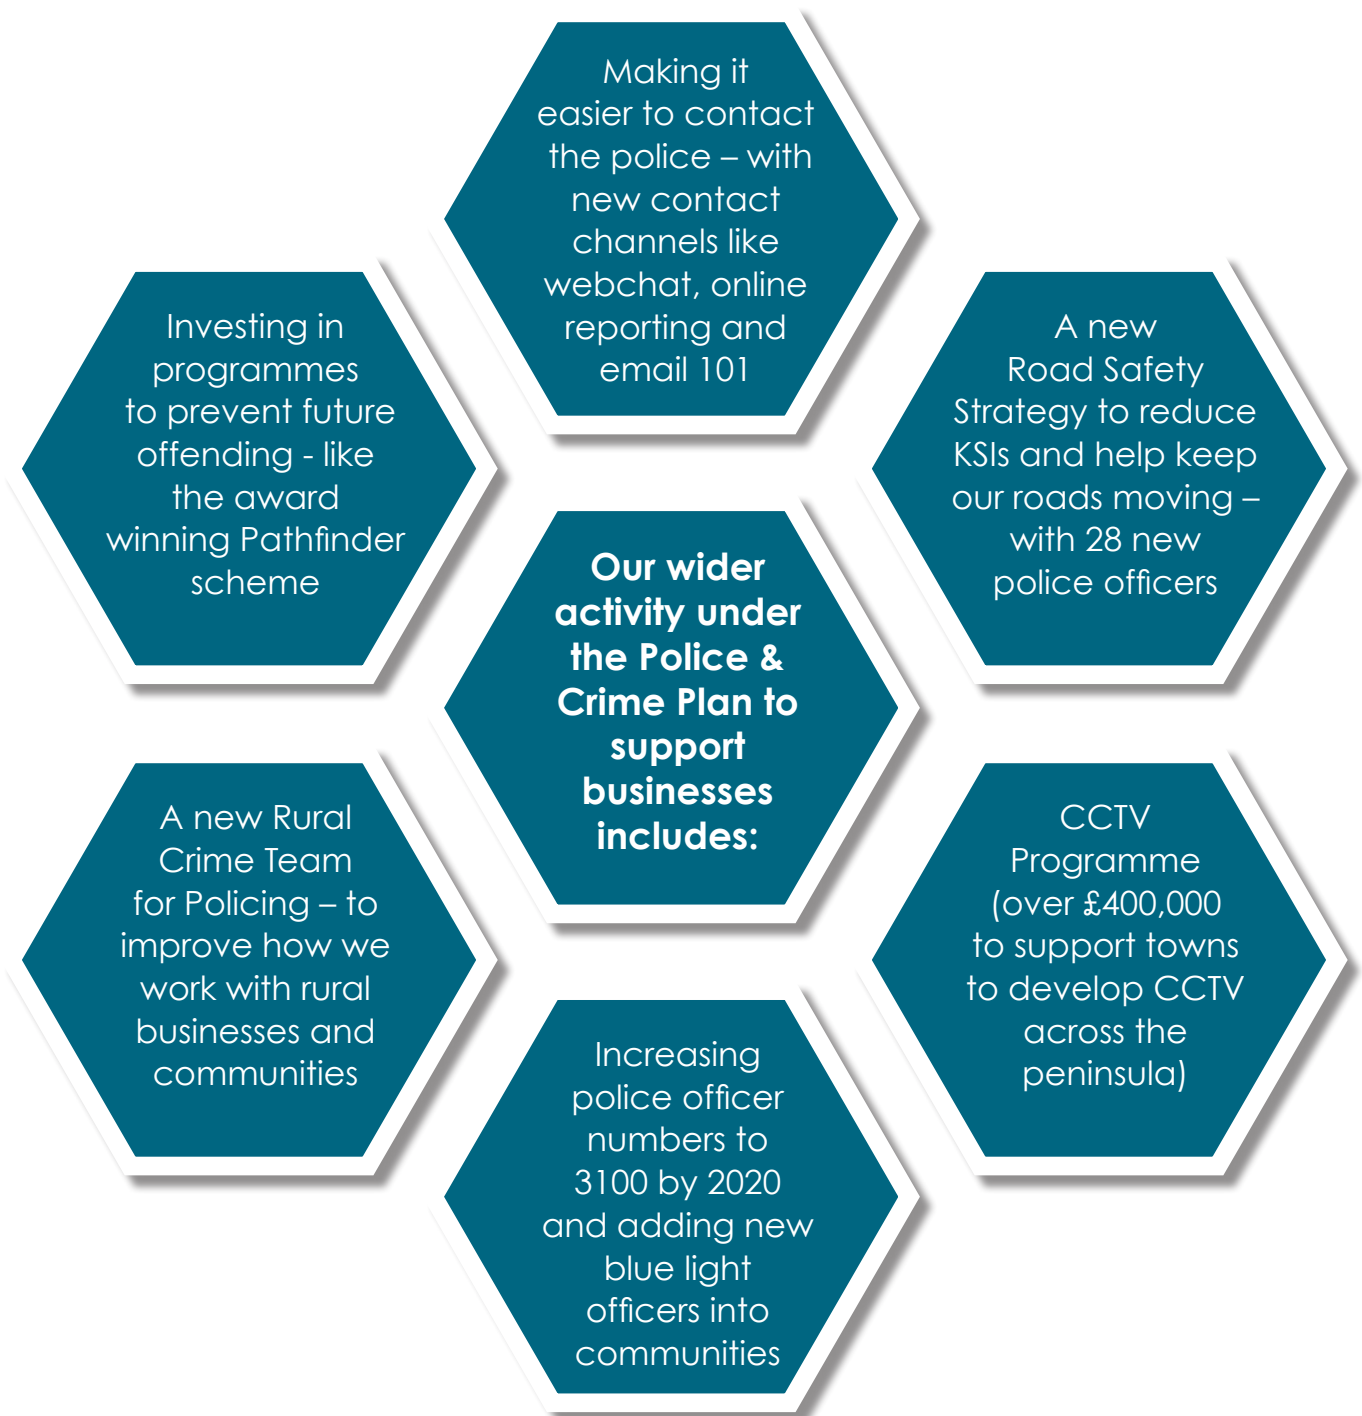 Making it
easier to contact
the police – with
new contact
channels like
webchat, online
reporting and
email 101
Investing in
programmes
to prevent future
offending - like
the award
winning Pathfinder
scheme
A new
Road Safety
Strategy to reduce
KSIs and help keep
our roads moving –
with 28 new
police officers
Our wider
activity under
the Police &
Crime Plan to
support
businesses
includes:
A new Rural
Crime Team
for Policing – to
improve how we
work with rural
businesses and
communities
CCTV
Programme
(over £400,000
to support towns
to develop CCTV
across the
peninsula)
Increasing
police officer
numbers to
3100 by 2020
and adding new
blue light
officers into
communities